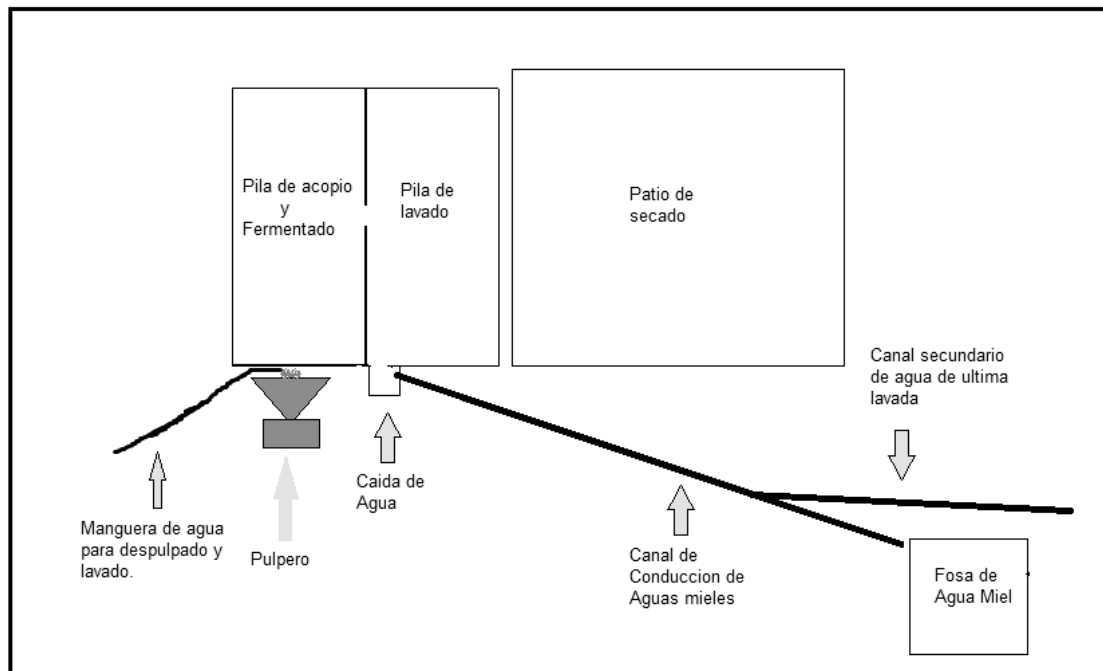 Pila de acopio
y
Fermentado
Pila de
lavado
Patio de
secado
Canal secundario
de agua de ultima
lavada
Manguera de agua
para despulpado y
lavado.
Pulpero
Caida de
Agua
Canal de
Conduccion de
Aguas mieles
Fosa de
Agua Miel